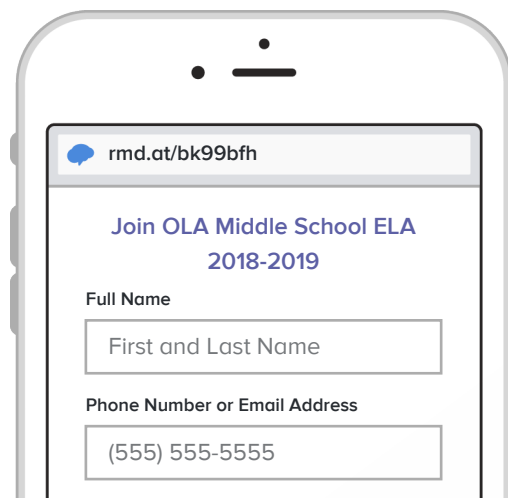 rmd.at/bk99bfh
Join OLA Middle School ELA
2018-2019
Full Name
First and Last Name
Phone Number or Email Address
(555) 555-5555